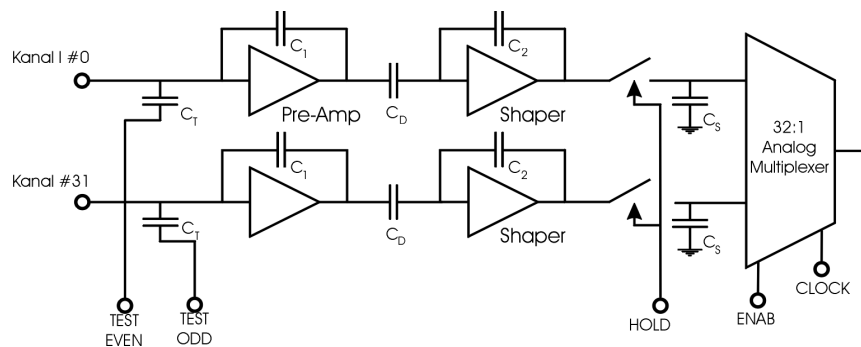 C1
C2
Kanal I #0
CT
Pre-Amp
CD
Shaper
CS
32:1
Analog
Multiplexer
Kanal #31
C1
C2
CT
CD
Shaper
CS
CLOCK
TEST
EVEN
TEST
ODD
HOLD
ENAB